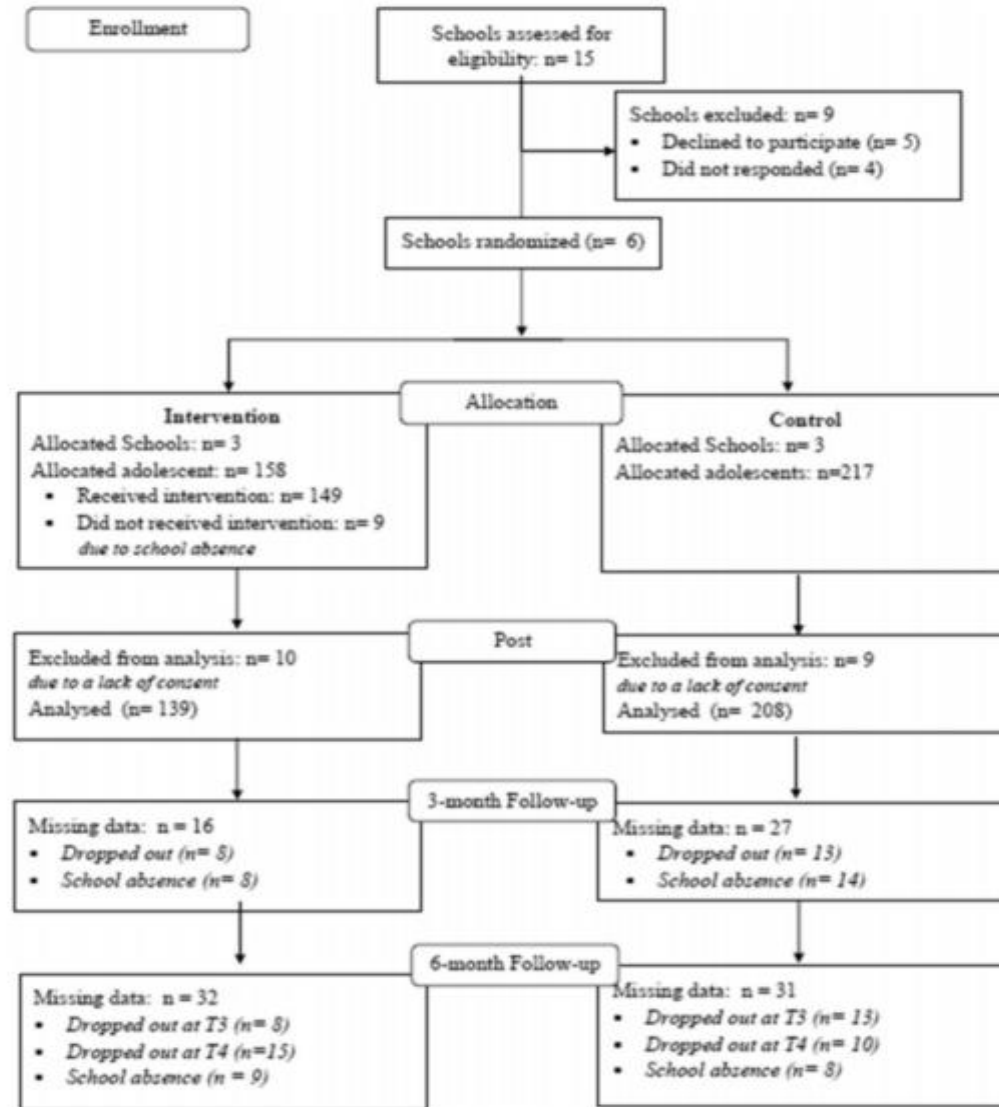 Enrollment
Schools assessed for
eligibility: n= 15
Schools excluded: n= 9
▪ Declined to participate (n= 5)
▪ Did not responded (n= 4)
Schools randomized (n= 6)
Allocation
Intervention
Allocated Schools: n= 3
Allocated adolescent: n= 158
▪ Received intervention: n= 149
▪ Did not received intervention: n= 9
due to school absence
Control
Allocated Schools: n= 3
Allocated adolescents: n=217
Post
Excluded from analysis: n= 10
due to a lack of consent
Analysed (n= 139)
Excluded from analysis: n= 9
due to a lack of consent
Analysed (n= 208)
3-month Follow-up
Missing data: n = 16
▪ Dropped out (n= 8)
▪ School absence (n= 8)
Missing data: n = 27
▪ Dropped out (n= 13)
▪ School absence (n= 14)
6-month Follow-up
Missing data: n = 32
▪ Dropped out at T3 (n= 8)
▪ Dropped out at T4 (n=15)
▪ School absence (n = 9)
Missing data: n = 31
▪ Dropped out at T3 (n= 13)
▪ Dropped out at T4 (n= 10)
▪ School absence (n= 8)